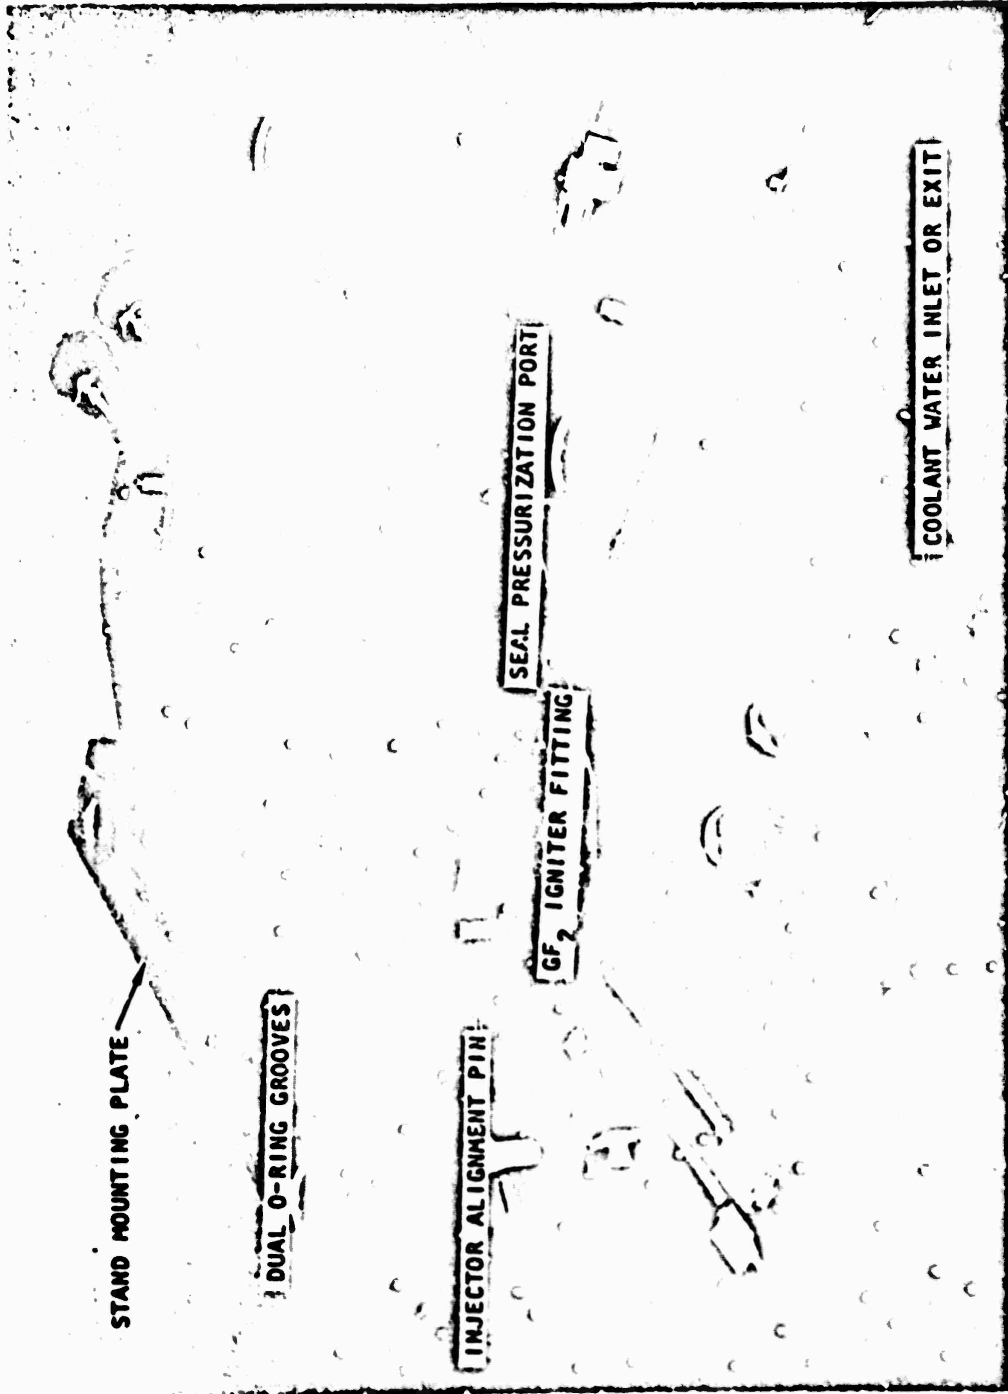 STAND MOUNTING PLATE
DUAL O-RING GROOVES
INJECTOR ALIGNMENT PIN
GF2 IGNITER FITTING
SEAL PRESSURIZATION PORT
COOLANT WATER INLET OR EXIT